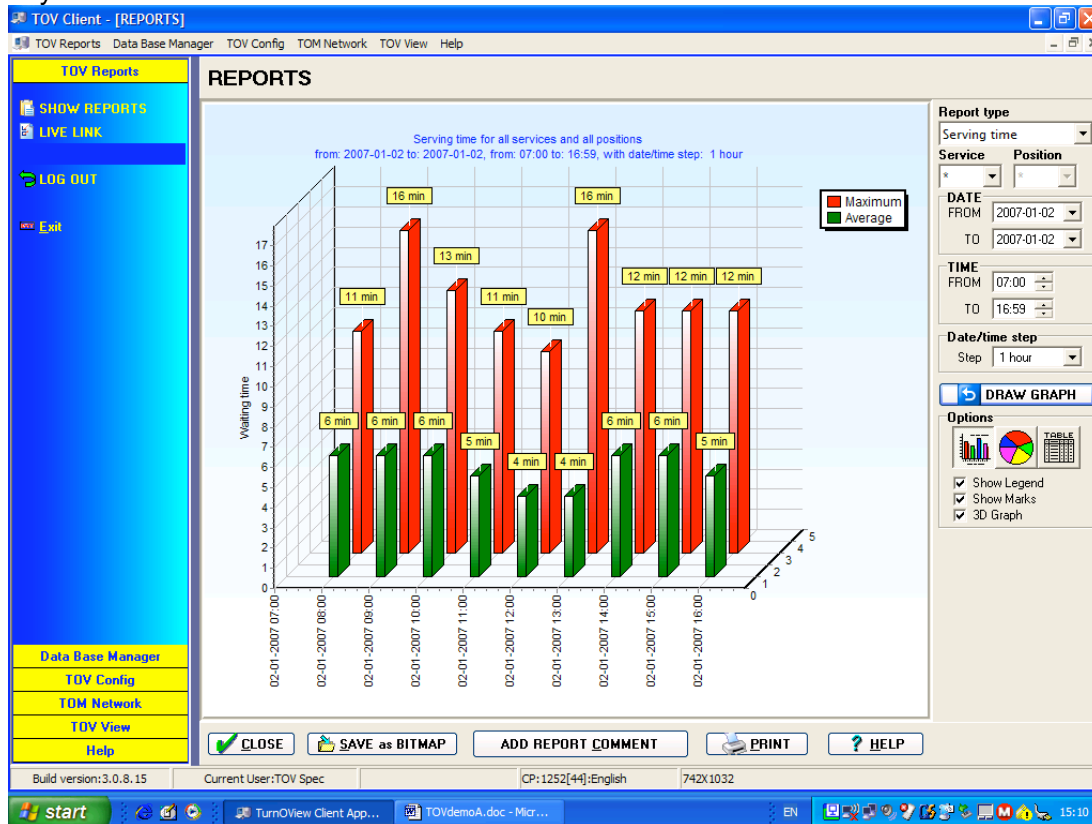 TOV Client - [REPORTS]
TOV Reports Data Base Manager TOV Config TOM Network TOV View Help
TOV Reports
SHOW REPORTS
LIVE LINK
LOG OUT
Exit
Data Base Manager
TOV Config
TOM Network
TOV View
Help
REPORTS
Serving time for all services and all positions
from: 2007-01-02 to: 2007-01-02, from: 07:00 to: 16:59, with date/time step: 1 hour
Maximum
Average
16 min
16 min
13 min
12 min 12 min 12 min
11 min
11 min
10 min
6 min 6 min 6 min
6 min 6 min
5 min
5 min
4 min 4 min
Waiting time
17
16
15
14
13
12
11
10
9
8
7
6
5
4
3
2
1
0
0
1
2
3
4
5
02-01-2007 07:00
02-01-2007 08:00
02-01-2007 09:00
02-01-2007 10:00
02-01-2007 11:00
02-01-2007 12:00
02-01-2007 13:00
02-01-2007 14:00
02-01-2007 15:00
02-01-2007 16:00
Report type
Serving time
Service Position
* *
DATE
FROM 2007-01-02
TO 2007-01-02
TIME
FROM 07:00
TO 16:59
Date/time step
Step 1 hour
DRAW GRAPH
Options
TABLE
Show Legend
Show Marks
3D Graph
CLOSE
SAVE as BITMAP
ADD REPORT COMMENT
PRINT
? HELP
Build version:3.0.8.15
Current User:TOV Spec
CP:1252[44]:English
742X1032
start
TurnOView Client App...
TOVdemoA.doc - Micr...
EN
15:10